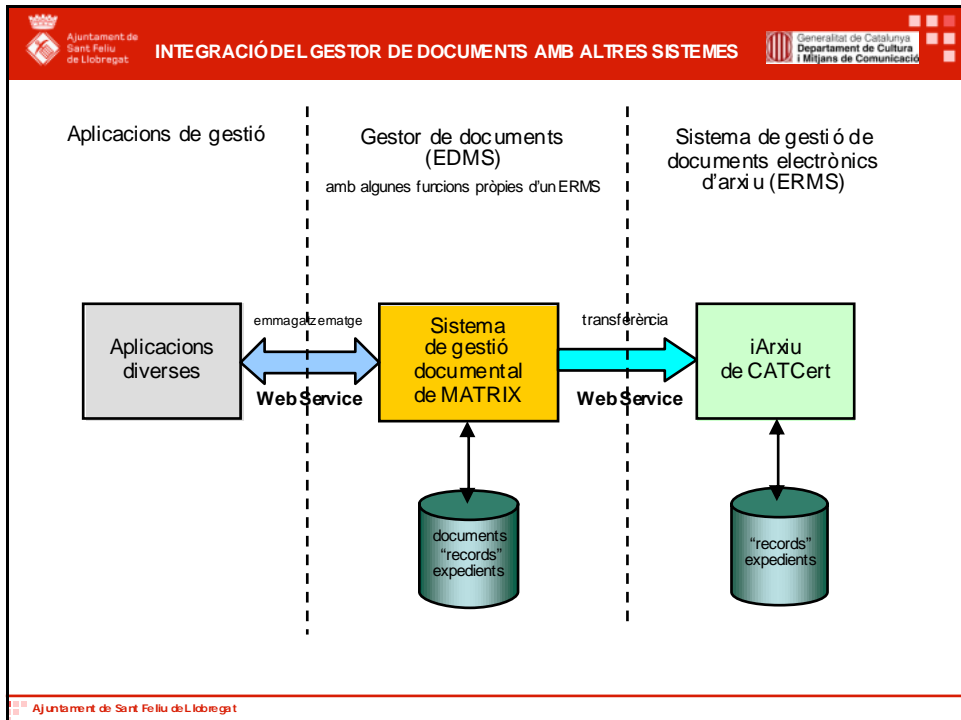 Ajuntament de
Sant Feliu
de Llobregat
INTEGRACIÓ DEL GESTOR DE DOCUMENTS AMB ALTRES SISTEMES
Generalitat de Catalunya
Departament de Cultura
i Mitjans de Comunicació
Aplicacions de gestió
Gestor de documents
(EDMS)
amb algunes funcions pròpies d'un ERMS
Sistema de gestió de
documents electrònics
d'arxiu (ERMS)
Aplicacions
diverses
emmagatzematge
Web Service
Sistema
de gestió
documental
de MATRIX
transferència
Web Service
iArxiu
de CATCert
documents
“records”
expedients
“records”
expedients
Ajuntament de Sant Feliu de Llobregat